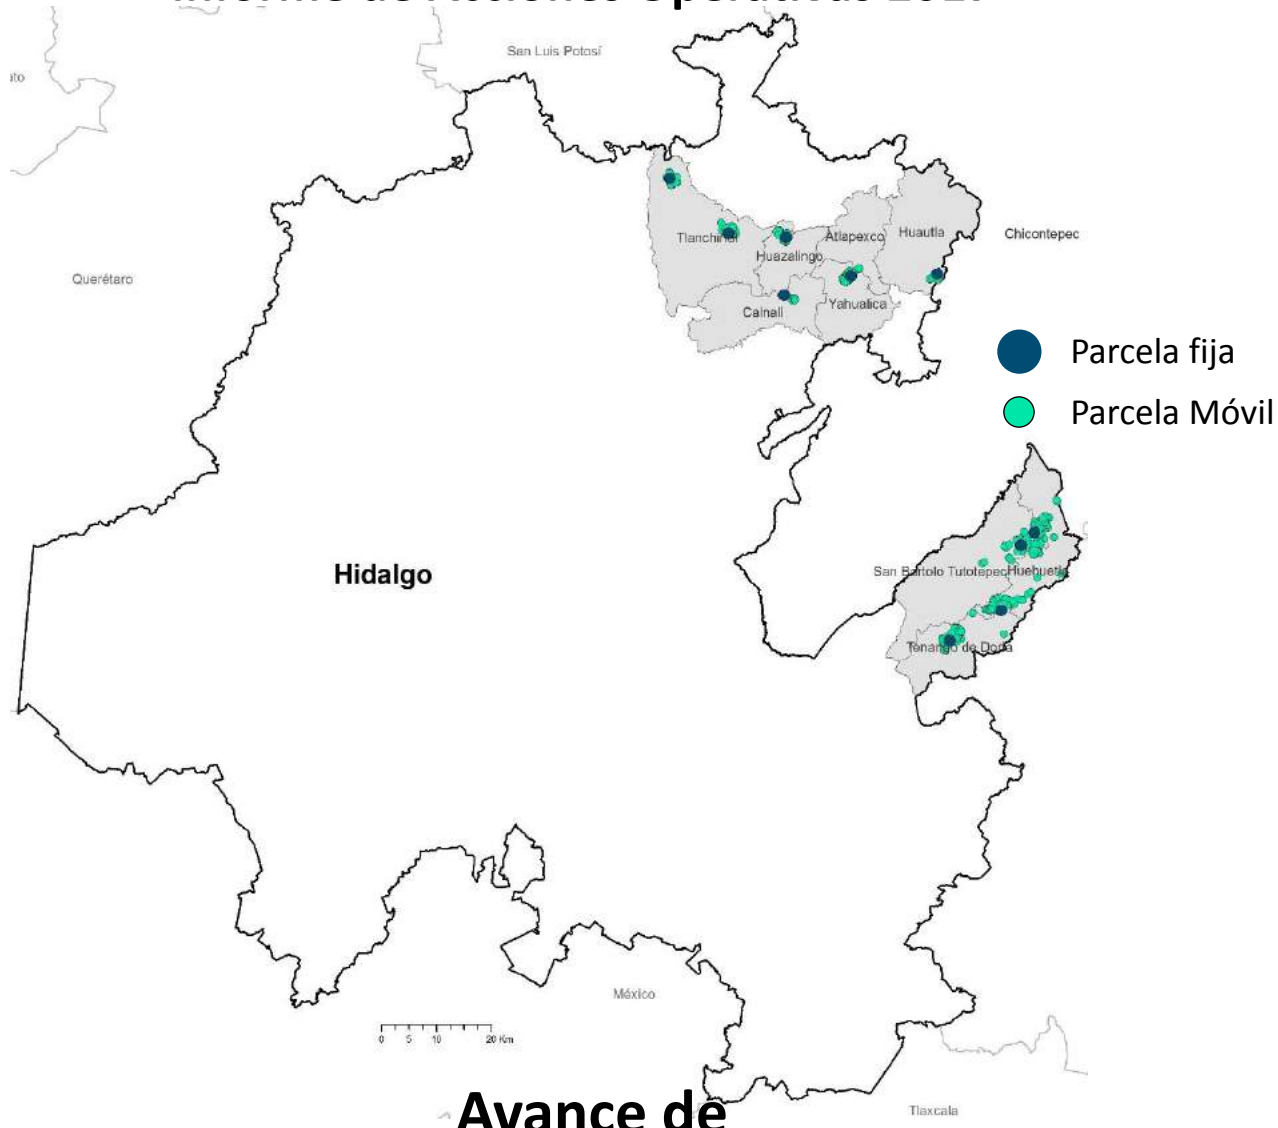 San Luis Potosí
Tlanchinol
Atlapexco
Huautla
Chicontepec
Huazalingo
Querétaro
Calnali
Yahualica
Parcela fija
Parcela Móvil
Hidalgo
San Bartolo Tutotepec
Huehuetla
Tenango de Doria
México
0 5 10 20 Km
Avance de
Tlaxcala